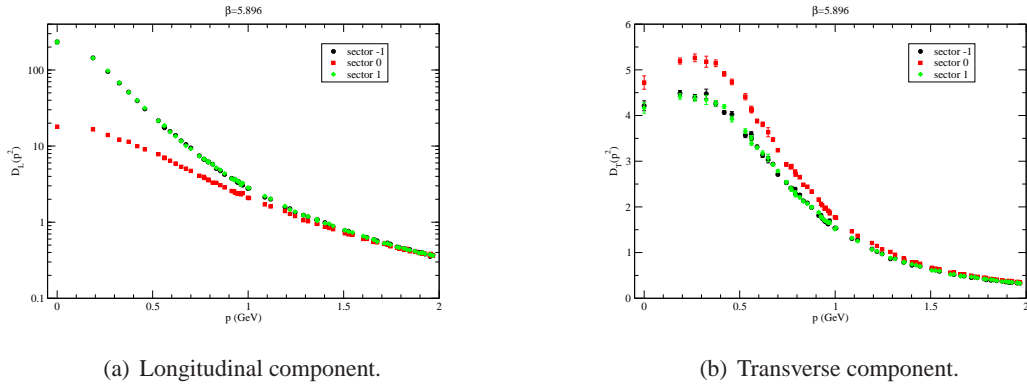 β=5.896
100
10
1
0.1
D_L(p²)
0
0.5
1
1.5
2
p (GeV)
sector -1
sector 0
sector 1
(a) Longitudinal component.
β=5.896
6
5
4
3
2
1
0
D_T(p²)
0
0.5
1
1.5
2
p (GeV)
sector -1
sector 0
sector 1
(b) Transverse component.